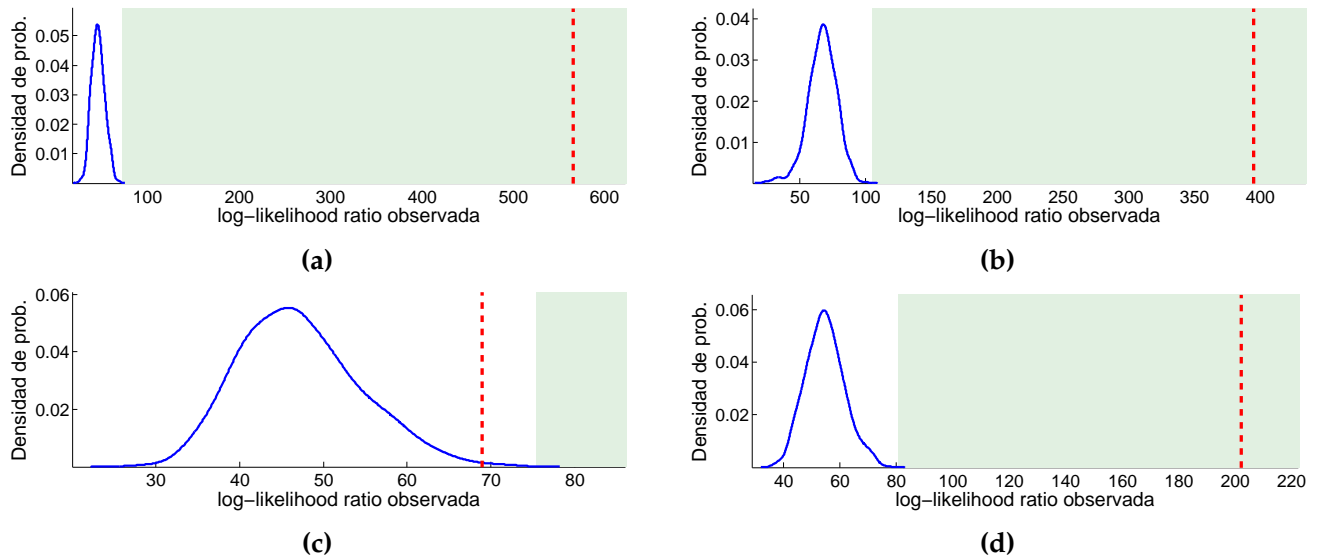 Densidad de prob.
0.05
0.04
0.03
0.02
0.01
100 200 300 400 500 600
log−likelihood ratio observada
(a)
Densidad de prob.
0.04
0.03
0.02
0.01
50 100 150 200 250 300 350 400
log−likelihood ratio observada
(b)
Densidad de prob.
0.06
0.04
0.02
30 40 50 60 70 80
log−likelihood ratio observada
(c)
Densidad de prob.
0.06
0.04
0.02
40 60 80 100 120 140 160 180 200 220
log−likelihood ratio observada
(d)